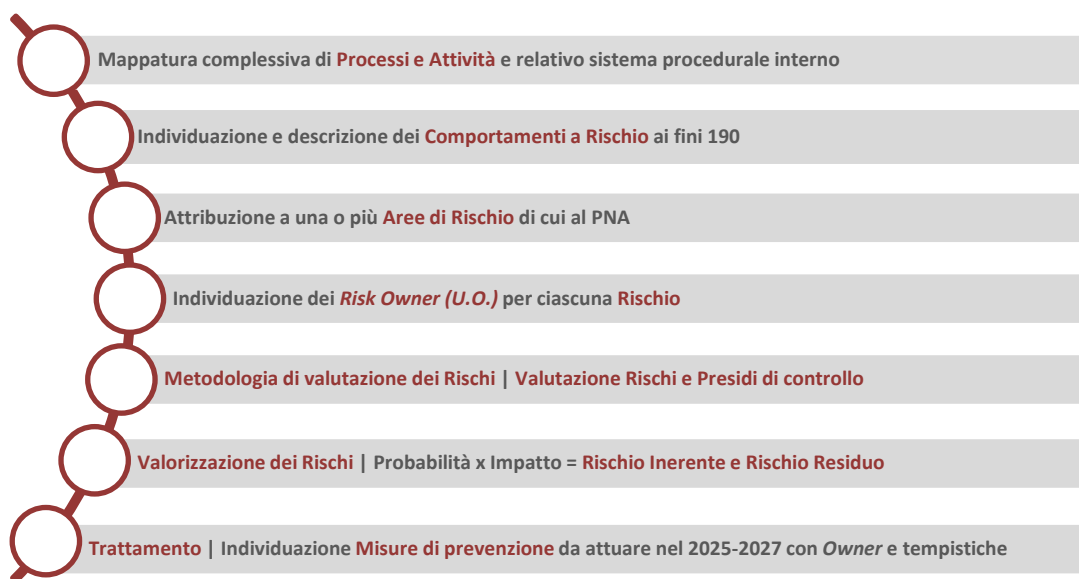 Mappatura complessiva di Processi e Attività e relativo sistema procedurale interno
Individuazione e descrizione dei Comportamenti a Rischio ai fini 190
Attribuzione a una o più Aree di Rischio di cui al PNA
Individuazione dei Risk Owner (U.O.) per ciascuna Rischio
Metodologia di valutazione dei Rischi | Valutazione Rischi e Presidi di controllo
Valorizzazione dei Rischi | Probabilità x Impatto = Rischio Inerente e Rischio Residuo
Trattamento | Individuazione Misure di prevenzione da attuare nel 2025-2027 con Owner e tempistiche